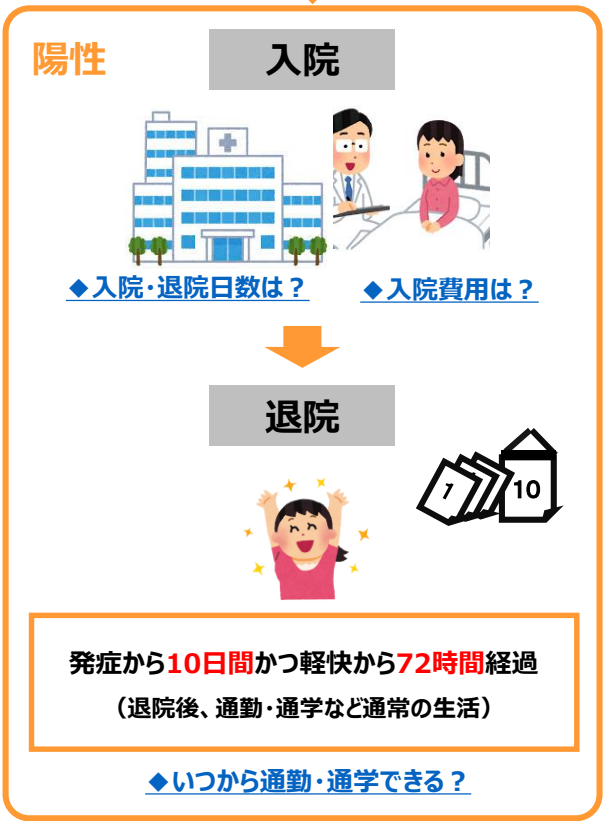 陽性
入院
◆入院・退院日数は？
◆入院費用は？
退院
1
10
発症から10日間かつ軽快から72時間経過
（退院後、通勤・通学など通常の生活）
◆いつから通勤・通学できる？